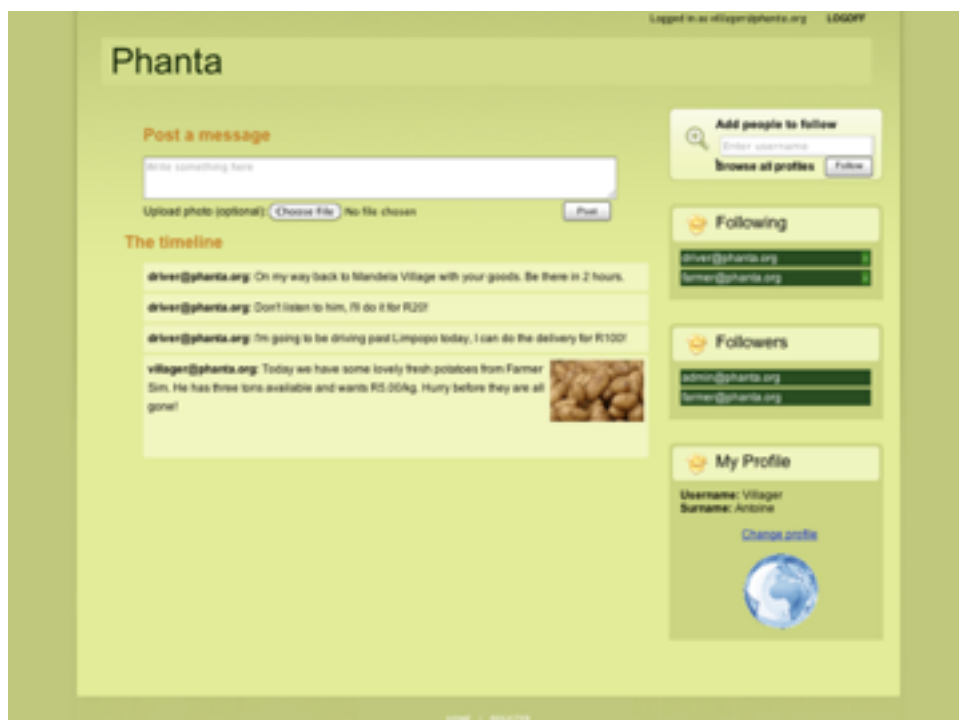 Logged in as villager@phanta.org LOGOFF
Phanta
Post a message
Write something here
Upload photo (optional): Choose File No file chosen
Post
The timeline
driver@phanta.org: On my way back to Mandela Village with your goods. Be there in 2 hours.
driver@phanta.org: Don't listen to him, I'll do it for R20!
driver@phanta.org: I'm going to be driving past Limpopo today, I can do the delivery for R100!
villager@phanta.org: Today we have some lovely fresh potatoes from Farmer
Sim. He has three tons available and wants R5.00/kg. Hurry before they are all
gone!
Add people to follow
Enter username
Browse all profiles Follow
Following
driver@phanta.org
farmer@phanta.org
Followers
admin@phanta.org
farmer@phanta.org
My Profile
Username: Villager
Surname: Antoine
Change profile
HOME | REGISTER